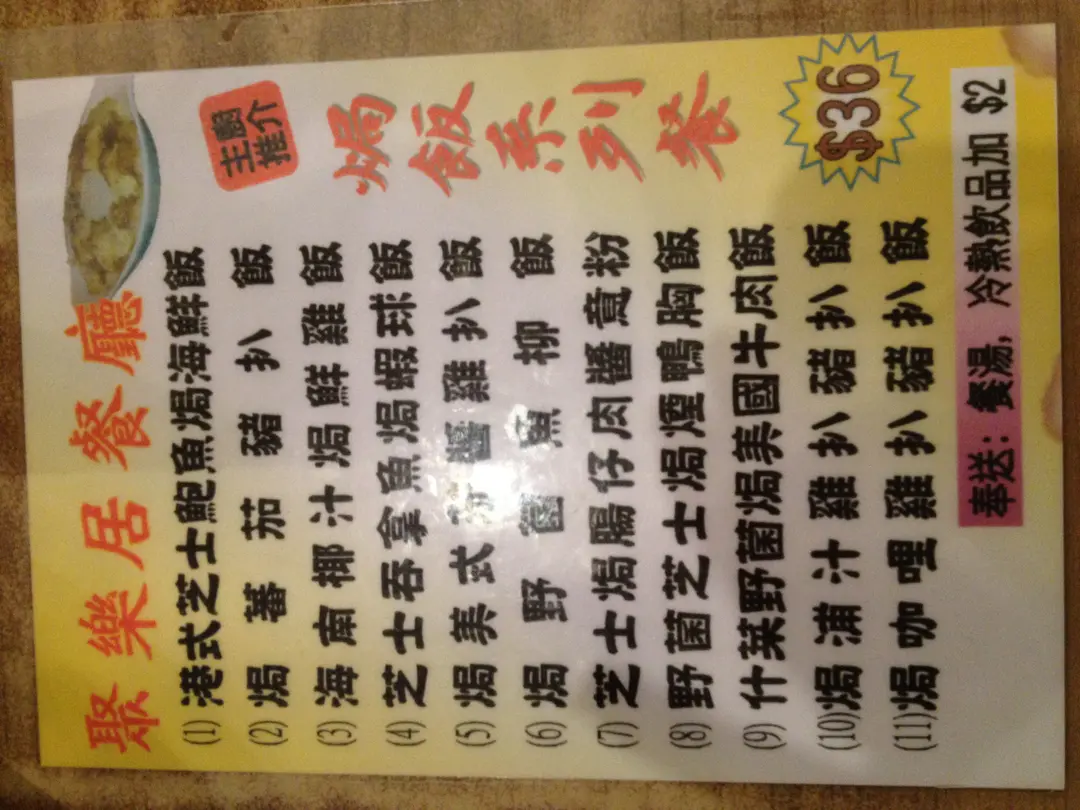 聚樂居餐廳
主廚推介
焗飯系列餐
$36
(1) 港式芝士鮑魚焗海鮮飯
(2) 焗蕃茄豬扒飯
(3) 海南椰汁焗鮮雞飯
(4) 芝士吞拿魚焗蝦球飯
(5) 焗美式醬雞扒飯
(6) 焗野菌魚柳飯
(7) 芝士焗腸仔肉醬意粉
(8) 野菌芝士焗煙鴨胸飯
(9) 什萊野菌焗美國牛肉飯
(10) 焗浦汁雞扒豬扒飯
(11) 焗咖哩雞扒豬扒飯
奉送：餐湯, 冷熱飲品加 $2